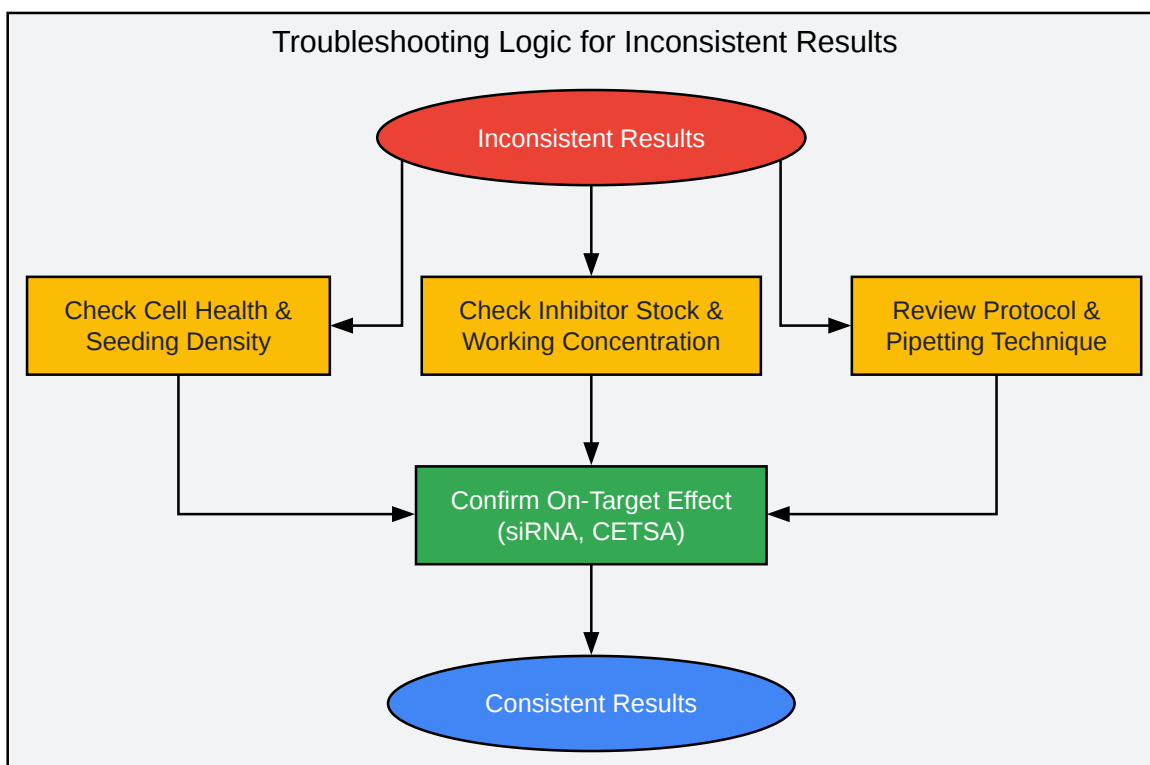 Troubleshooting Logic for Inconsistent Results
Inconsistent Results
Check Cell Health &
Seeding Density
Check Inhibitor Stock &
Working Concentration
Review Protocol &
Pipetting Technique
Confirm On-Target Effect
(siRNA, CETSA)
Consistent Results